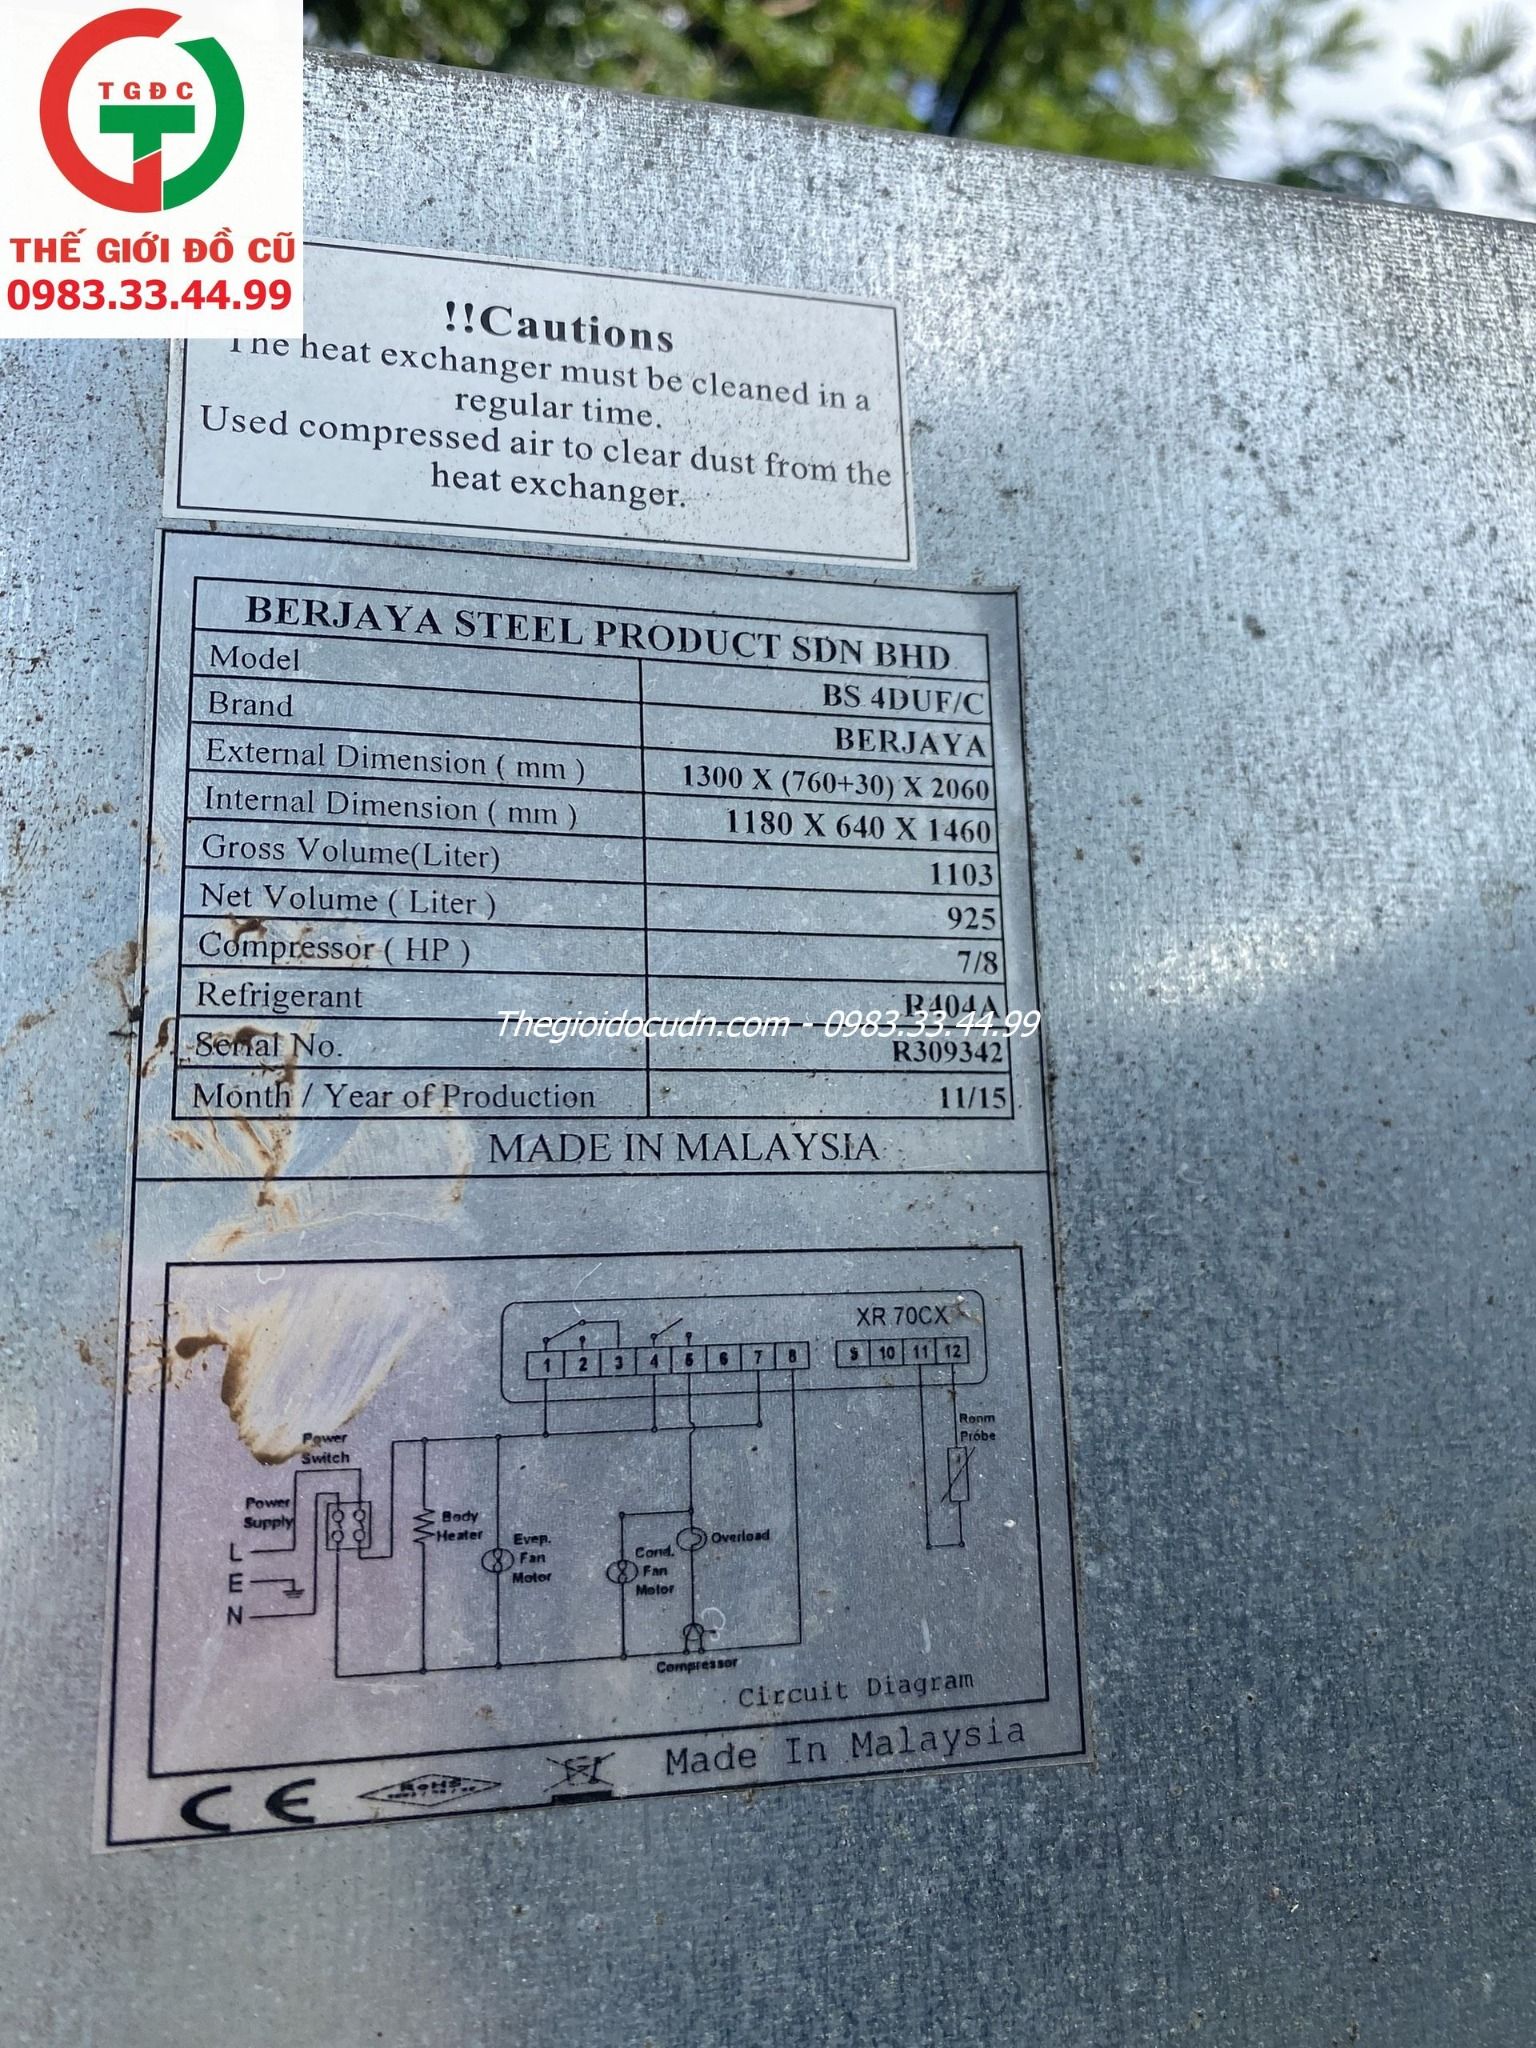 TGĐC
THẾ GIỚI ĐỒ CŨ
0983.33.44.99
!!Cautions
The heat exchanger must be cleaned in a
regular time.
Used compressed air to clear dust from the
heat exchanger.
BERJAYA STEEL PRODUCT SDN BHD
Model BS 4DUF/C
Brand BERJAYA
External Dimension ( mm ) 1300 X (760+30) X 2060
Internal Dimension ( mm ) 1180 X 640 X 1460
Gross Volume(Liter) 1103
Net Volume ( Liter ) 925
Compressor ( HP ) 7/8
Refrigerant R404A
Thegioidocudn.com - 0983.33.44.99
Serial No. R309342
Month / Year of Production 11/15
MADE IN MALAYSIA
XR 70CX
1 2 3 4 5 6 7 8 9 10 11 12
Power
Switch
Room
Probe
Power
Supply
L
E
N
Body
Heater
Evep.
Fan
Motor
Cond.
Fan
Motor
Overload
Compressor
Circuit Diagram
CE
RoHS
Made In Malaysia